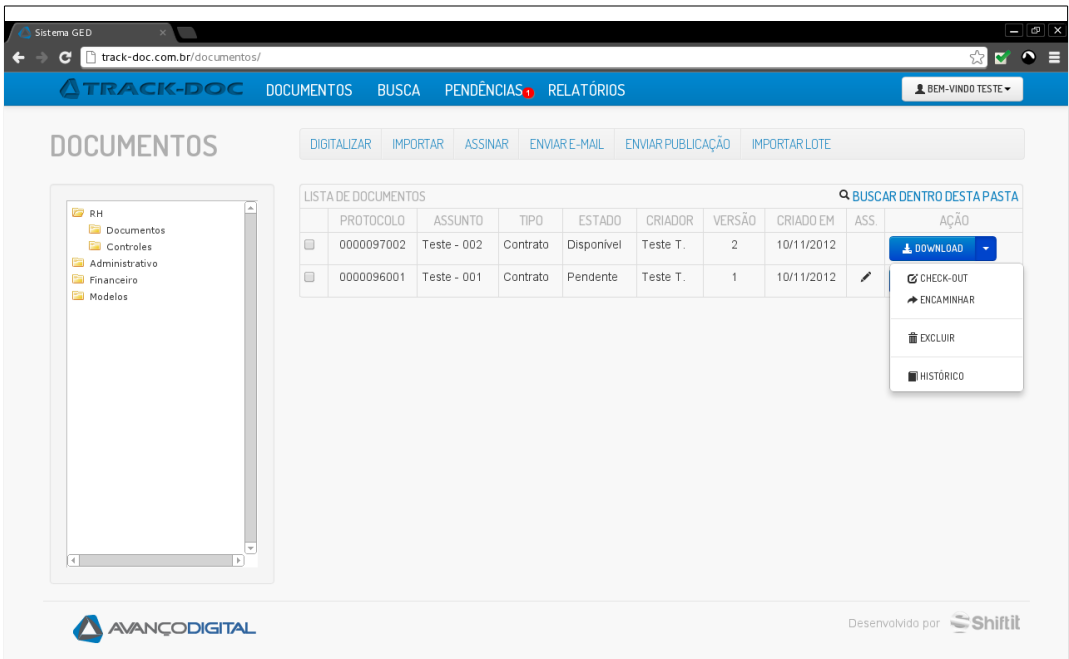 Sistema GED
track-doc.com.br/documentos/
TRACK-DOC DOCUMENTOS BUSCA PENDÊNCIAS 1 RELATÓRIOS BEM-VINDO TESTE
DOCUMENTOS
DIGITALIZAR IMPORTAR ASSINAR ENVIAR E-MAIL ENVIAR PUBLICAÇÃO IMPORTAR LOTE
RH
Documentos
Controles
Administrativo
Financeiro
Modelos
LISTA DE DOCUMENTOS BUSCAR DENTRO DESTA PASTA
PROTOCOLO ASSUNTO TIPO ESTADO CRIADOR VERSÃO CRIADO EM ASS. AÇÃO
0000097002 Teste - 002 Contrato Disponível Teste T. 2 10/11/2012 DOWNLOAD
0000096001 Teste - 001 Contrato Pendente Teste T. 1 10/11/2012
CHECK-OUT
ENCAMINHAR
EXCLUIR
HISTÓRICO
AVANÇODIGITAL
Desenvolvido por Shiftit